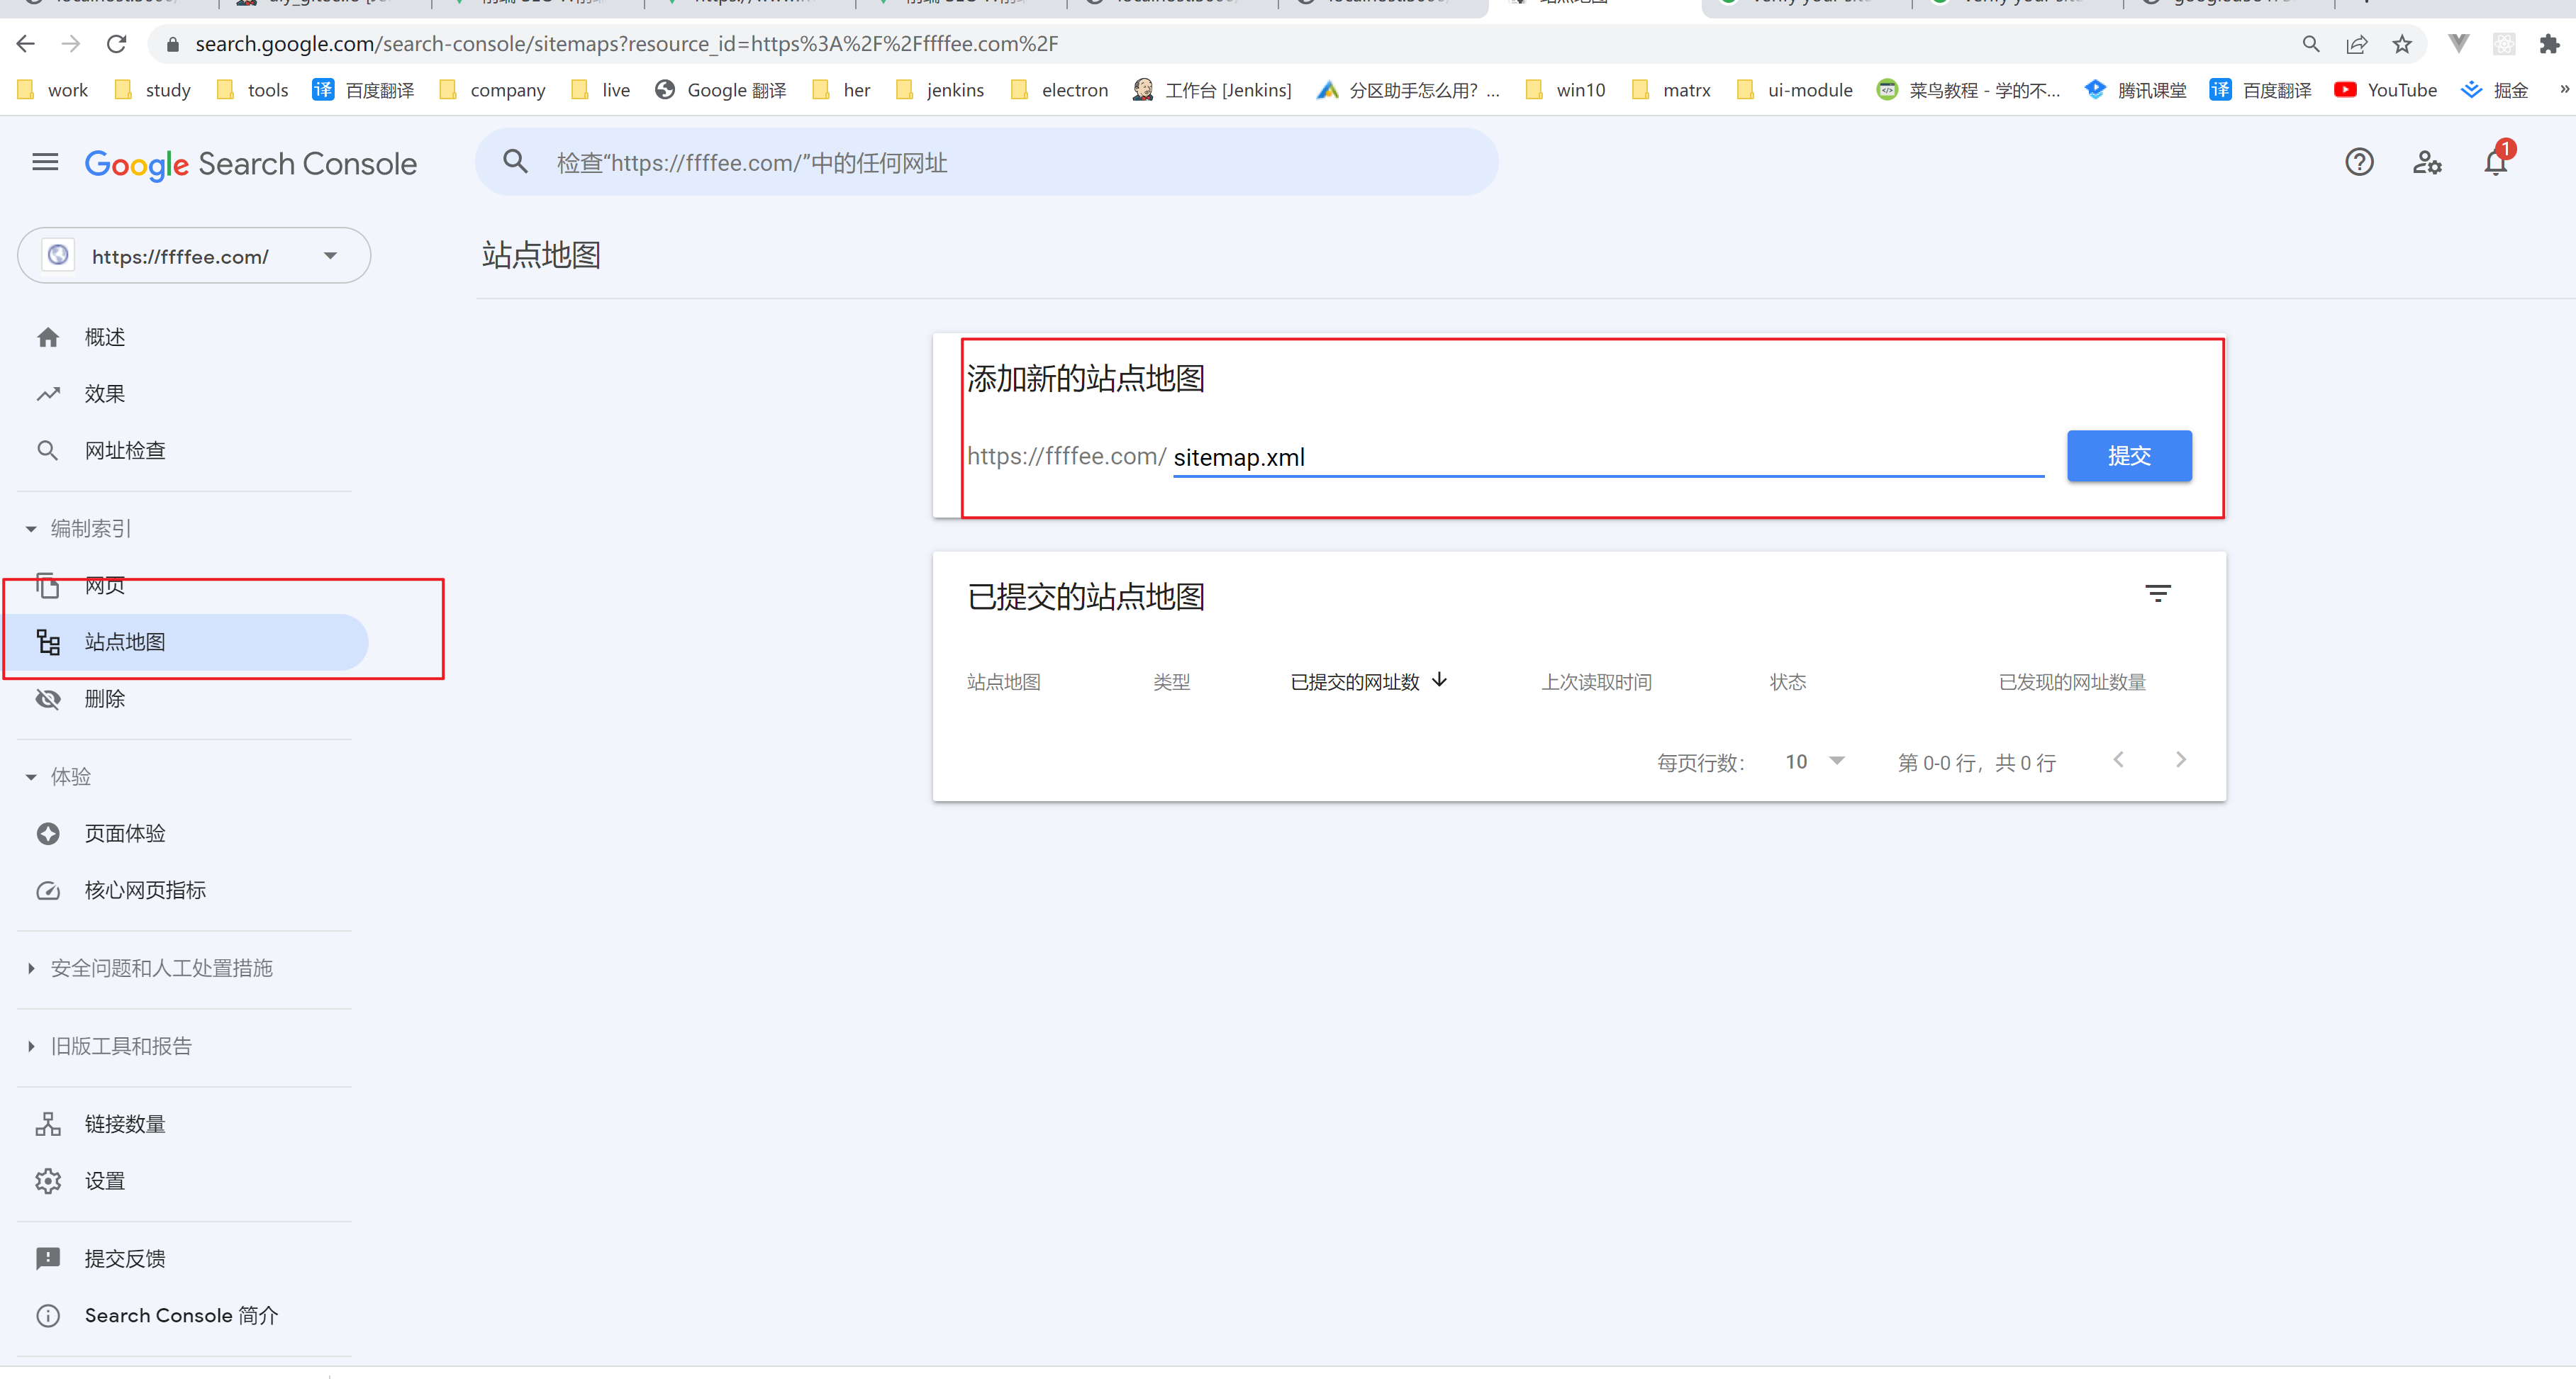 search.google.com/search-console/sitemaps?resource_id=https%3A%2F%2Fffffee.com%2F
work study tools 译 百度翻译 company live Google 翻译 her jenkins electron 工作台 [Jenkins] 分区助手怎么用? ... win10 matrx ui-module 菜鸟教程 - 学的不... 腾讯课堂 译 百度翻译 YouTube 掘金 »
Google Search Console
检查“https://ffffee.com/”中的任何网址
1
https://ffffee.com/
站点地图
概述
效果
网址检查
编制索引
网页
站点地图
删除
体验
页面体验
核心网页指标
安全问题和人工处置措施
旧版工具和报告
链接数量
设置
提交反馈
Search Console 简介
添加新的站点地图
https://ffffee.com/ sitemap.xml
提交
已提交的站点地图
站点地图 类型 已提交的网址数 上次读取时间 状态 已发现的网址数量
每页行数： 10 第 0-0 行，共 0 行